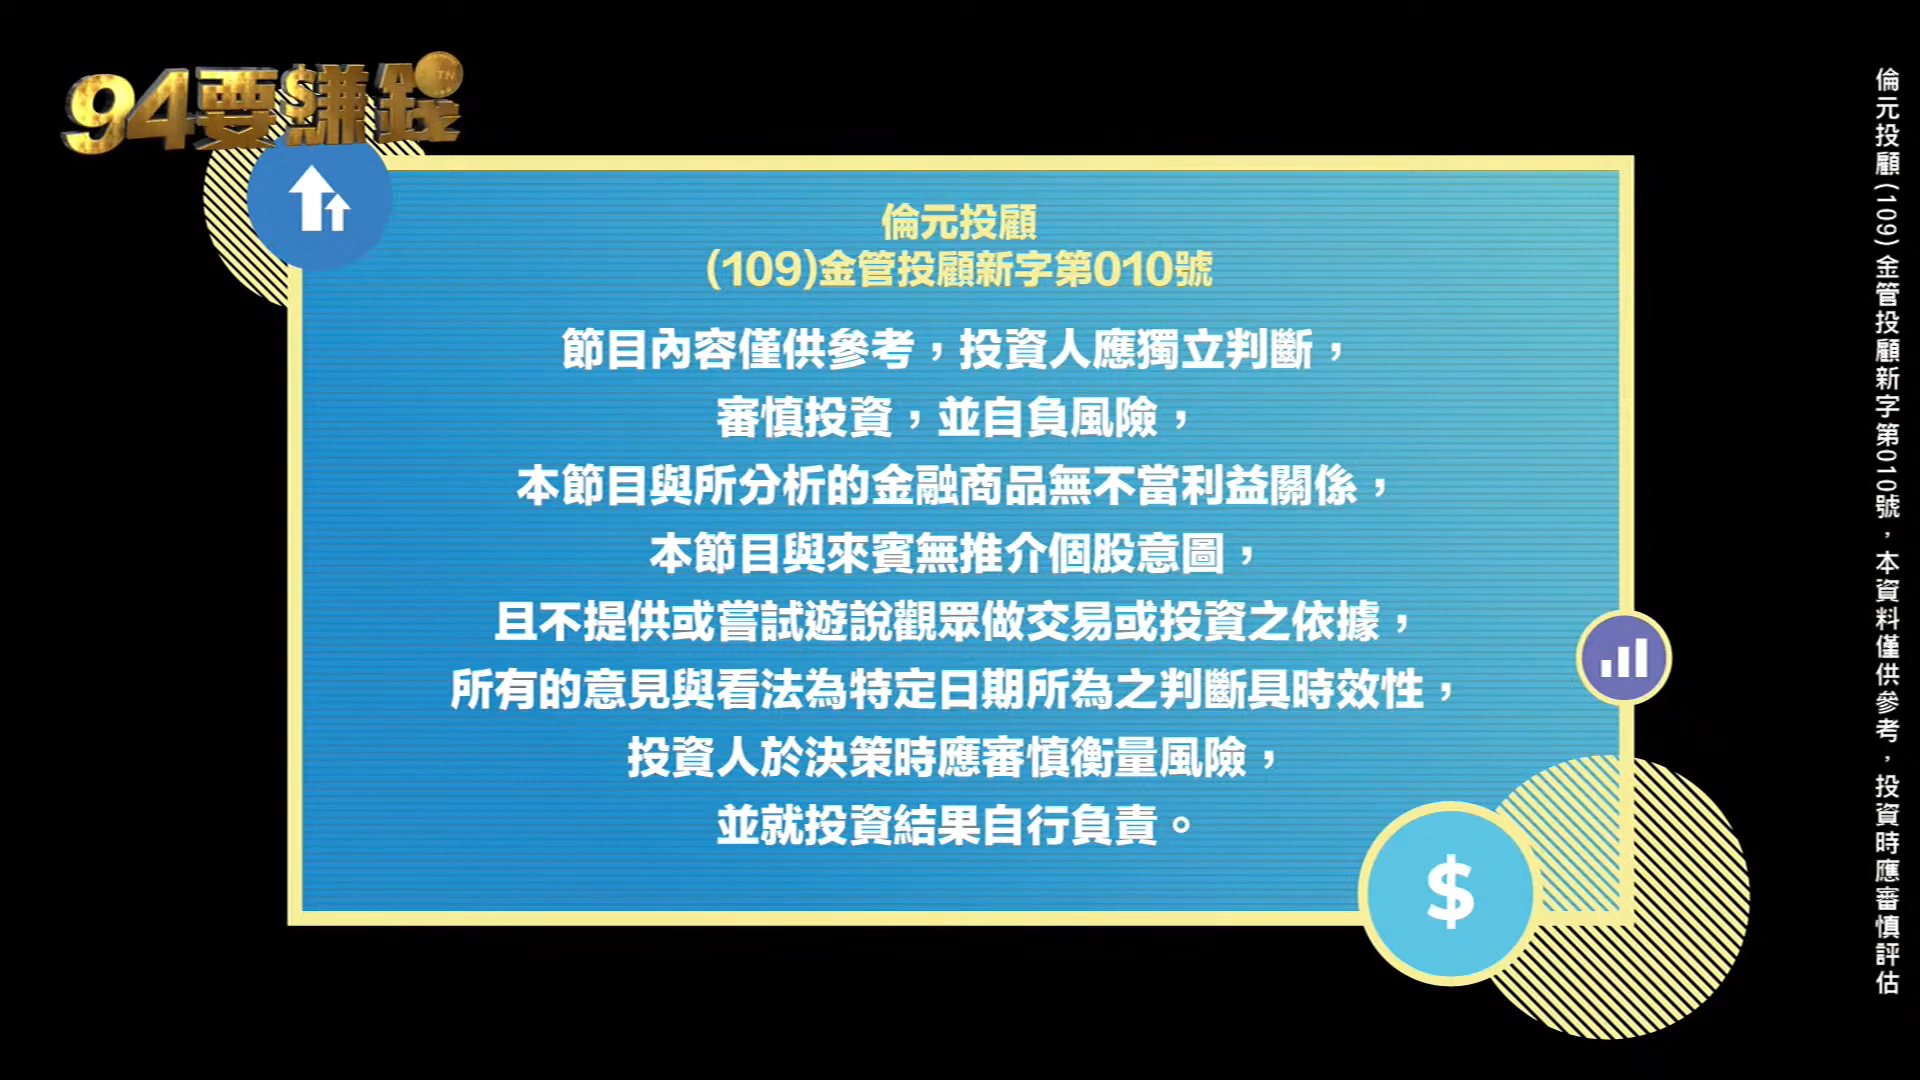 94要賺錢
倫元投顧
(109)金管投顧新字第010號
節目內容僅供參考，投資人應獨立判斷，
審慎投資，並自負風險，
本節目與所分析的金融商品無不當利益關係，
本節目與來賓無推介個股意圖，
且不提供或嘗試遊說觀眾做交易或投資之依據，
所有的意見與看法為特定日期所為之判斷具時效性，
投資人於決策時應審慎衡量風險，
並就投資結果自行負責。
$
倫元投顧(109)金管投顧新字第010號，本資料僅供參考，投資時應審慎評估